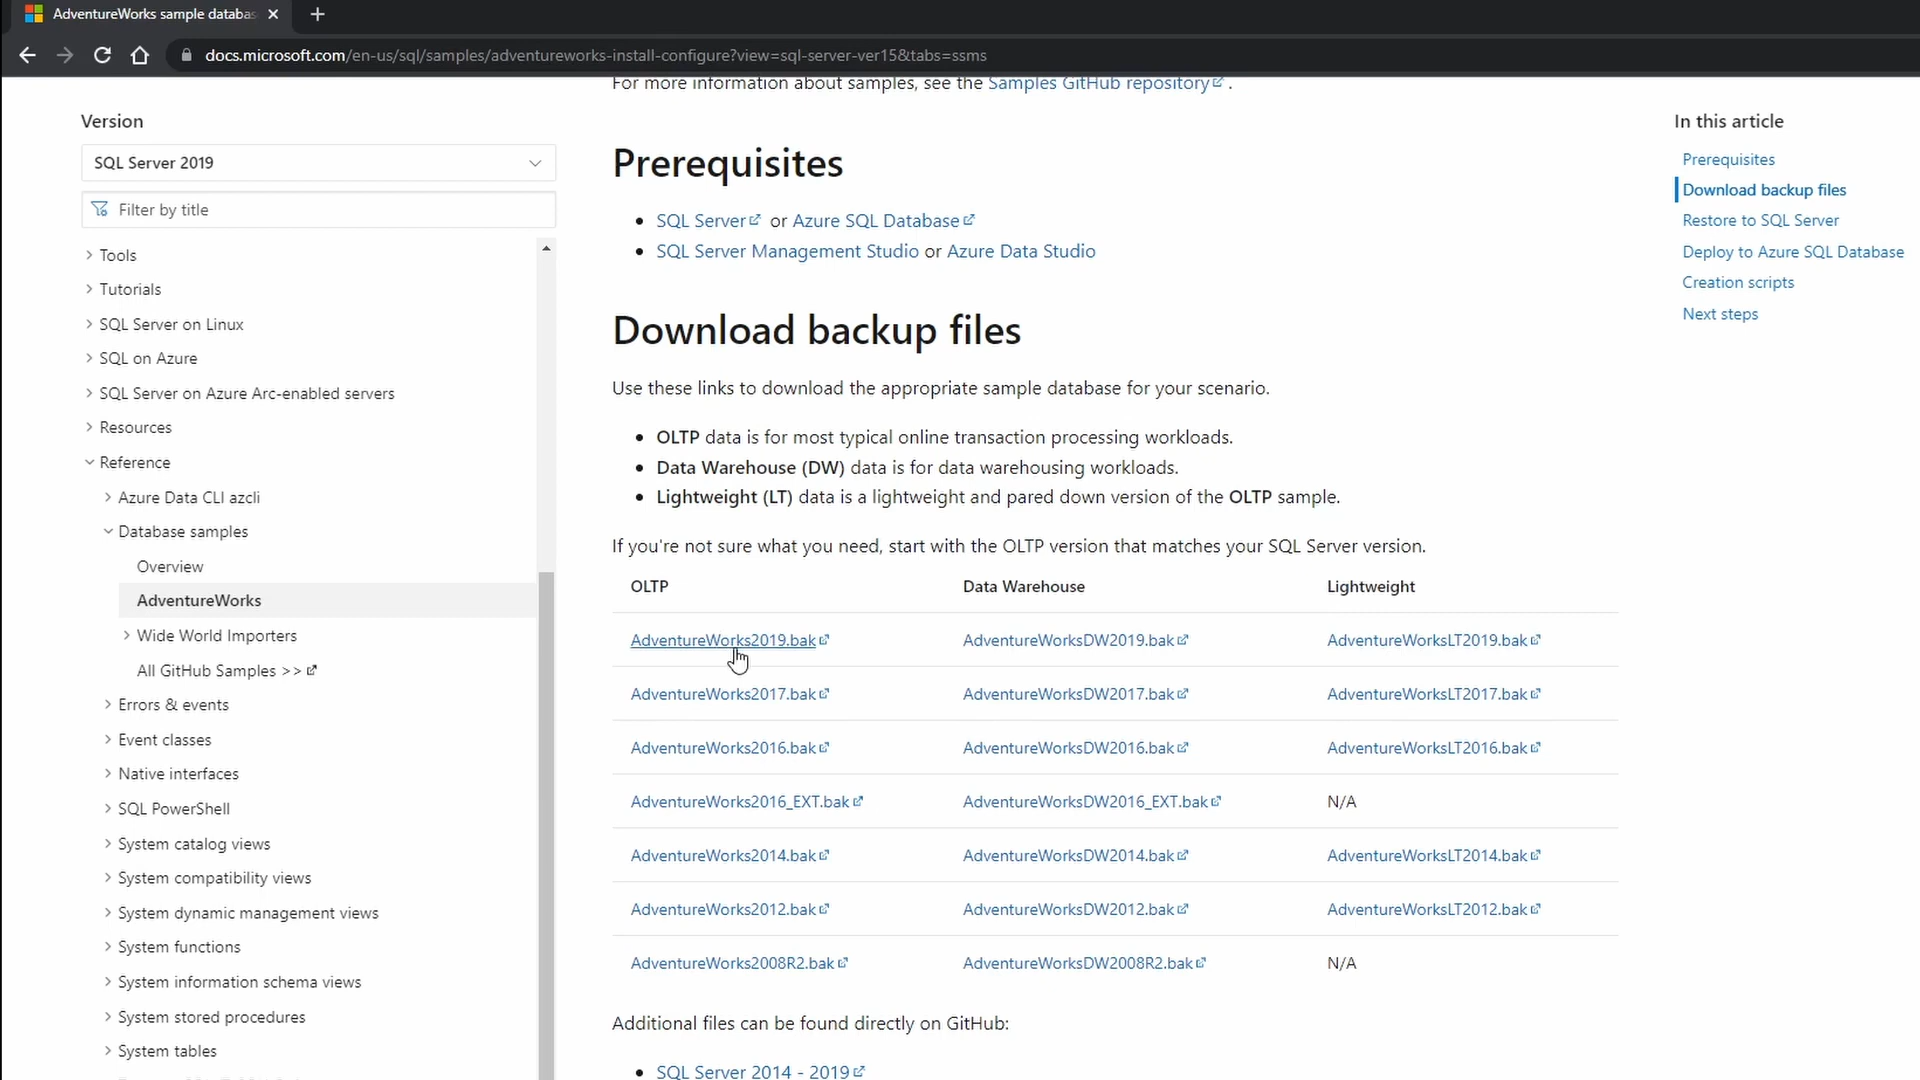 AdventureWorks sample databas
docs.microsoft.com/en-us/sql/samples/adventureworks-install-configure?view=sql-server-ver15&tabs=ssms
Version
SQL Server 2019
Filter by title
Tools
Tutorials
SQL Server on Linux
SQL on Azure
SQL Server on Azure Arc-enabled servers
Resources
Reference
Azure Data CLI azcli
Database samples
Overview
AdventureWorks
Wide World Importers
All GitHub Samples >>
Errors & events
Event classes
Native interfaces
SQL PowerShell
System catalog views
System compatibility views
System dynamic management views
System functions
System information schema views
System stored procedures
System tables
For more information about samples, see the Samples GitHub repository.
Prerequisites
SQL Server or Azure SQL Database
SQL Server Management Studio or Azure Data Studio
Download backup files
Use these links to download the appropriate sample database for your scenario.
OLTP data is for most typical online transaction processing workloads.
Data Warehouse (DW) data is for data warehousing workloads.
Lightweight (LT) data is a lightweight and pared down version of the OLTP sample.
If you're not sure what you need, start with the OLTP version that matches your SQL Server version.
OLTP Data Warehouse Lightweight
AdventureWorks2019.bak AdventureWorksDW2019.bak AdventureWorksLT2019.bak
AdventureWorks2017.bak AdventureWorksDW2017.bak AdventureWorksLT2017.bak
AdventureWorks2016.bak AdventureWorksDW2016.bak AdventureWorksLT2016.bak
AdventureWorks2016_EXT.bak AdventureWorksDW2016_EXT.bak N/A
AdventureWorks2014.bak AdventureWorksDW2014.bak AdventureWorksLT2014.bak
AdventureWorks2012.bak AdventureWorksDW2012.bak AdventureWorksLT2012.bak
AdventureWorks2008R2.bak AdventureWorksDW2008R2.bak N/A
Additional files can be found directly on GitHub:
SQL Server 2014 - 2019
In this article
Prerequisites
Download backup files
Restore to SQL Server
Deploy to Azure SQL Database
Creation scripts
Next steps